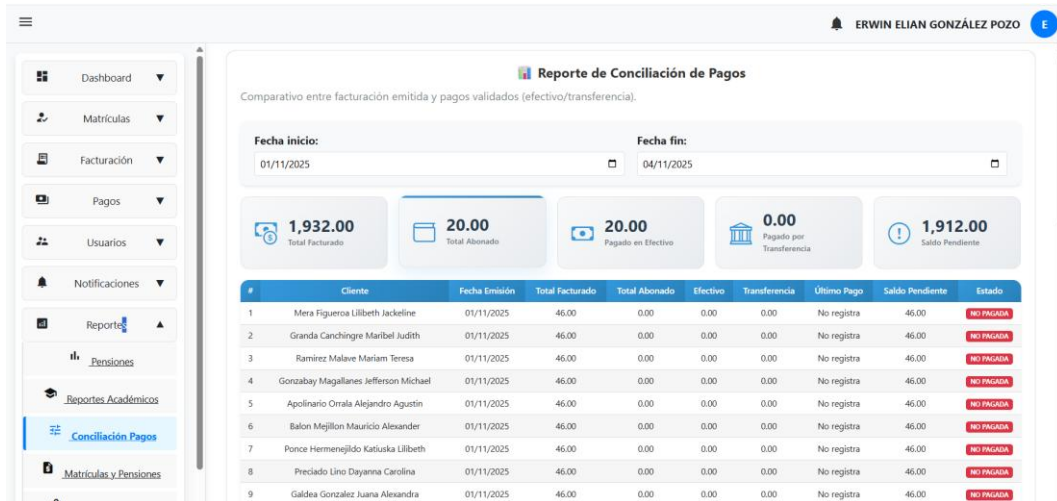 ERWIN ELIAN GONZÁLEZ POZO E
Dashboard
Matrículas
Facturación
Pagos
Usuarios
Notificaciones
Reportes
Pensiones
Reportes Académicos
Conciliación Pagos
Matrículas y Pensiones
Reporte de Conciliación de Pagos
Comparativo entre facturación emitida y pagos validados (efectivo/transferencia).
Fecha inicio: Fecha fin:
01/11/2025 04/11/2025
1,932.00
Total Facturado
20.00
Total Abonado
20.00
Pagado en Efectivo
0.00
Pagado por
Transferencia
1,912.00
Saldo Pendiente
# Cliente Fecha Emisión Total Facturado Total Abonado Efectivo Transferencia Último Pago Saldo Pendiente Estado
1 Mera Figueroa Lilibeth Jackeline 01/11/2025 46.00 0.00 0.00 0.00 No registra 46.00 NO PAGADA
2 Granda Canchingre Maribel Judith 01/11/2025 46.00 0.00 0.00 0.00 No registra 46.00 NO PAGADA
3 Ramirez Malave Mariam Teresa 01/11/2025 46.00 0.00 0.00 0.00 No registra 46.00 NO PAGADA
4 Gonzabay Magallanes Jefferson Michael 01/11/2025 46.00 0.00 0.00 0.00 No registra 46.00 NO PAGADA
5 Apolinario Orrala Alejandro Agustin 01/11/2025 46.00 0.00 0.00 0.00 No registra 46.00 NO PAGADA
6 Balon Mejillon Mauricio Alexander 01/11/2025 46.00 0.00 0.00 0.00 No registra 46.00 NO PAGADA
7 Ponce Hermenejildo Katiuska Lilibeth 01/11/2025 46.00 0.00 0.00 0.00 No registra 46.00 NO PAGADA
8 Preciado Lino Dayanna Carolina 01/11/2025 46.00 0.00 0.00 0.00 No registra 46.00 NO PAGADA
9 Galdea Gonzalez Juana Alexandra 01/11/2025 46.00 0.00 0.00 0.00 No registra 46.00 NO PAGADA